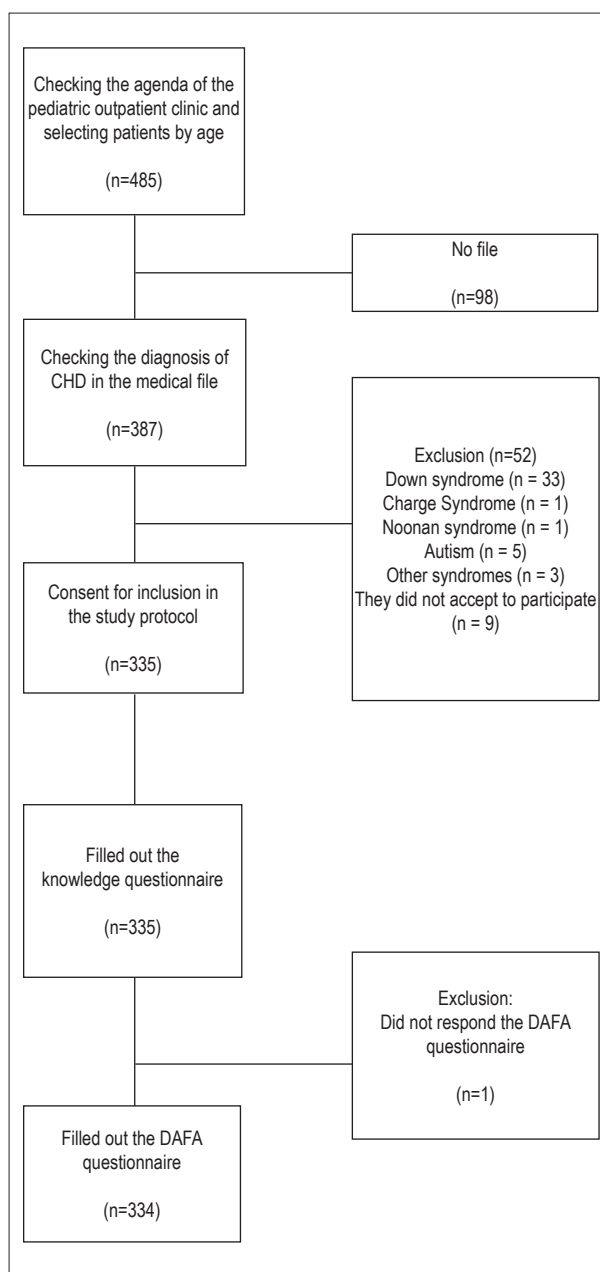 Checking the agenda of the
pediatric outpatient clinic and
selecting patients by age
(n=485)
No file
(n=98)
Checking the diagnosis of
CHD in the medical file
(n=387)
Exclusion (n=52)
Down syndrome (n = 33)
Charge Syndrome (n = 1)
Noonan syndrome (n = 1)
Autism (n = 5)
Other syndromes (n = 3)
They did not accept to participate
(n = 9)
Consent for inclusion in
the study protocol
(n=335)
Filled out the
knowledge questionnaire
(n=335)
Exclusion:
Did not respond the DAFA
questionnaire
(n=1)
Filled out the DAFA
questionnaire
(n=334)